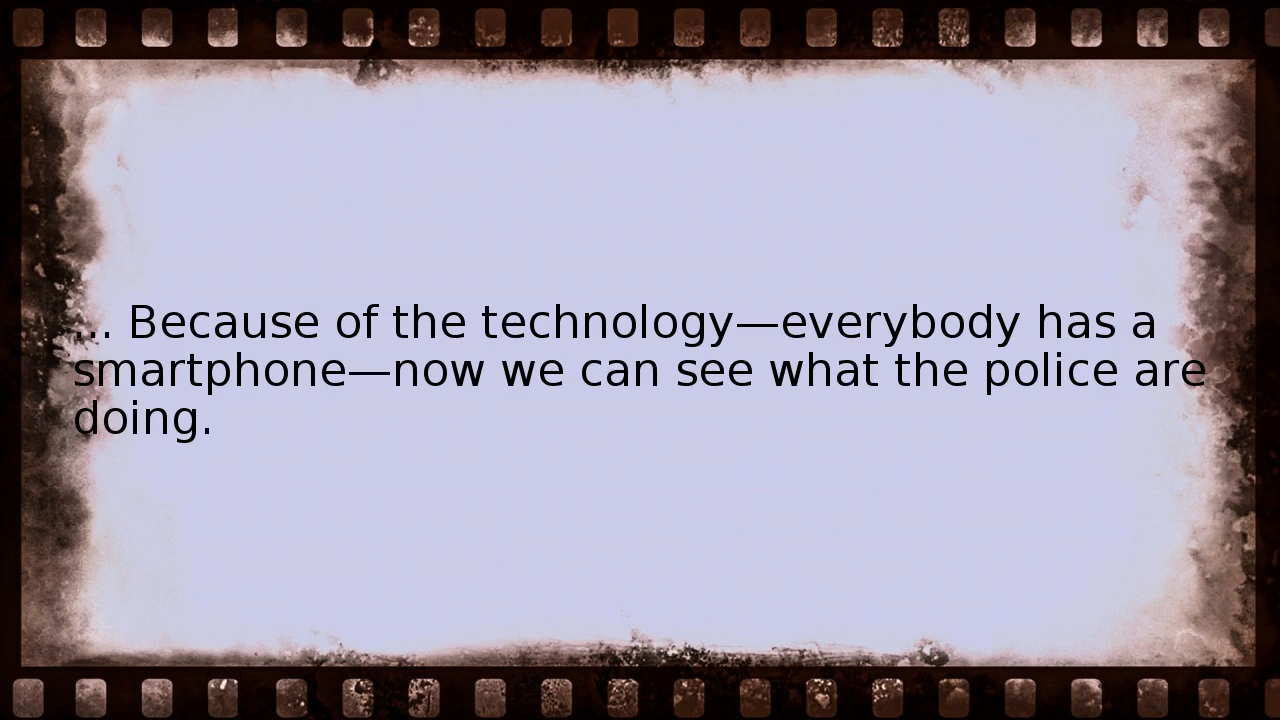 ... Because of the technology—everybody has a
smartphone—now we can see what the police are
doing.